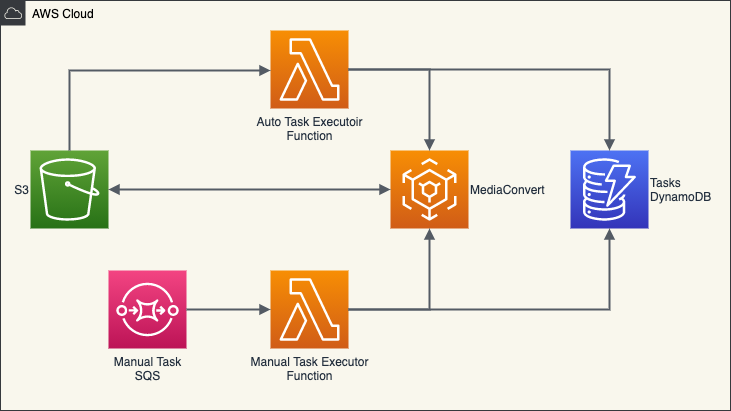 AWS Cloud
Auto Task Executoir
Function
S3
MediaConvert
Tasks
DynamoDB
Manual Task
SQS
Manual Task Executor
Function